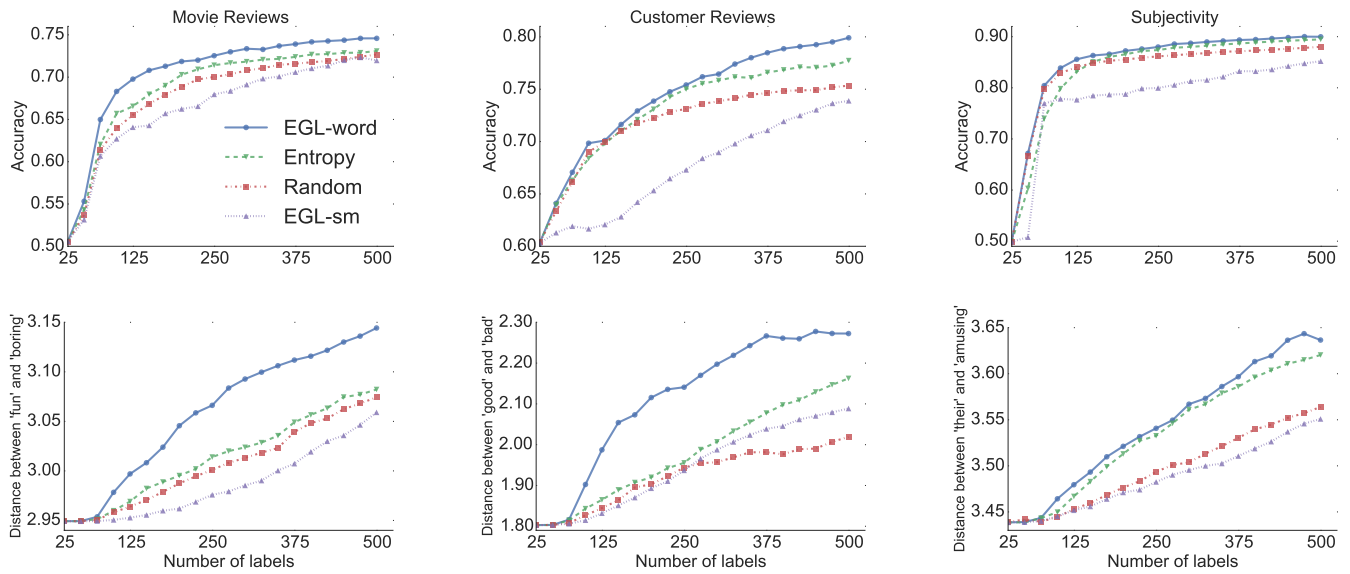 Movie Reviews
0.75
0.70
0.65
0.60
0.55
0.50
Accuracy
25 125 250 375 500
EGL-word
Entropy
Random
EGL-sm
Customer Reviews
0.80
0.75
0.70
0.65
0.60
Accuracy
25 125 250 375 500
Subjectivity
0.90
0.80
0.70
0.60
0.50
Accuracy
25 125 250 375 500
Distance between 'fun' and 'boring'
3.15
3.10
3.05
3.00
2.95
25 125 250 375 500
Number of labels
Distance between 'good' and 'bad'
2.30
2.20
2.10
2.00
1.90
1.80
25 125 250 375 500
Number of labels
Distance between 'their' and 'amusing'
3.65
3.60
3.55
3.50
3.45
25 125 250 375 500
Number of labels